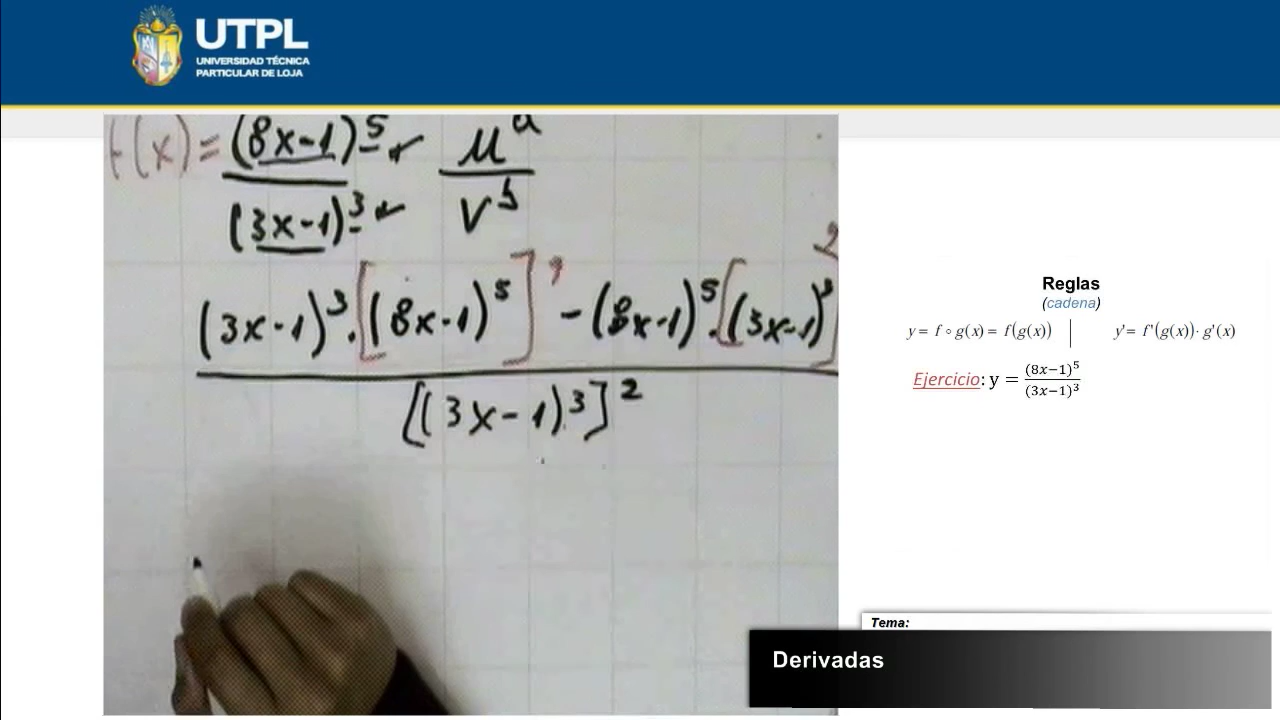 UTPL
UNIVERSIDAD TÉCNICA
PARTICULAR DE LOJA
f(x) = (8x-1)^5 / (3x-1)^3
u^a / v^b
(3x-1)^3 · [(8x-1)^5]' - (8x-1)^5 · [(3x-1)^3]
[(3x-1)^3]^2
Reglas
(cadena)
y = f ∘ g(x) = f(g(x)) | y' = f'(g(x))· g'(x)
Ejercicio: y = (8x−1)^5 / (3x−1)^3
Tema:
Derivadas